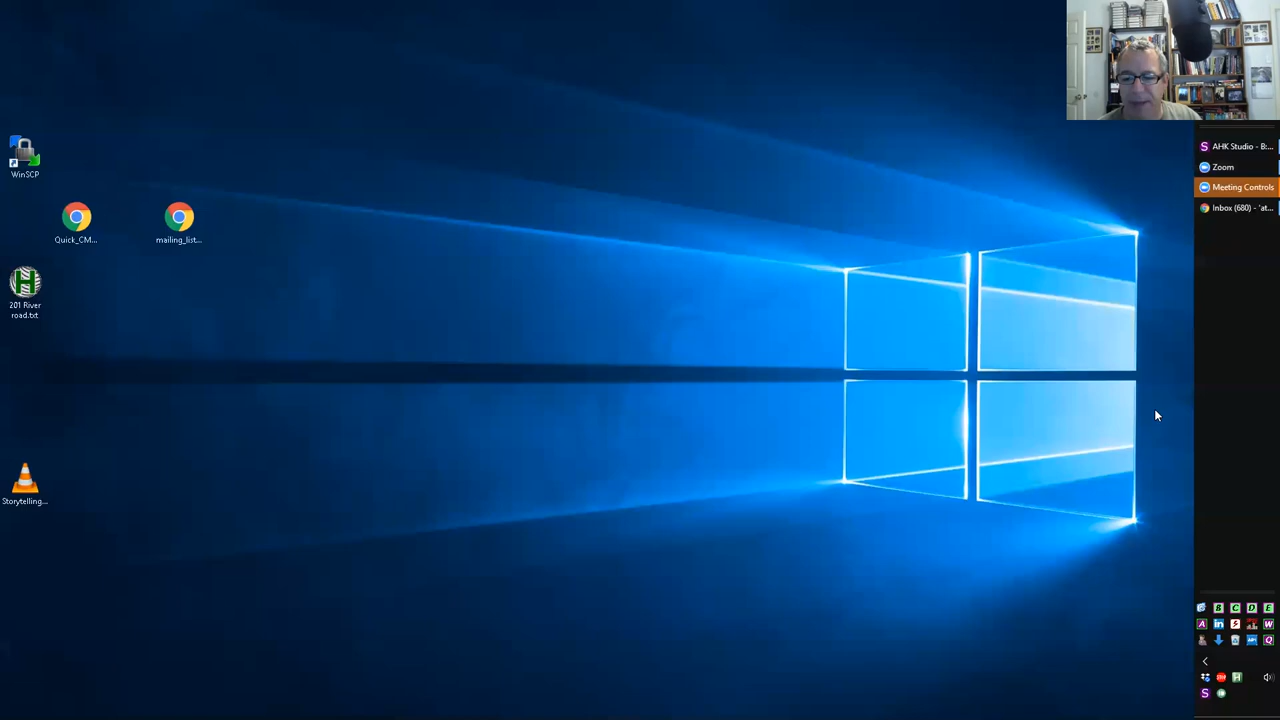 AHK Studio - B:...
Zoom
WinSCP
Meeting Controls
Inbox (680) - 'at...
Quick_CM...
mailing_list...
201 River
road.txt
Storytelling...